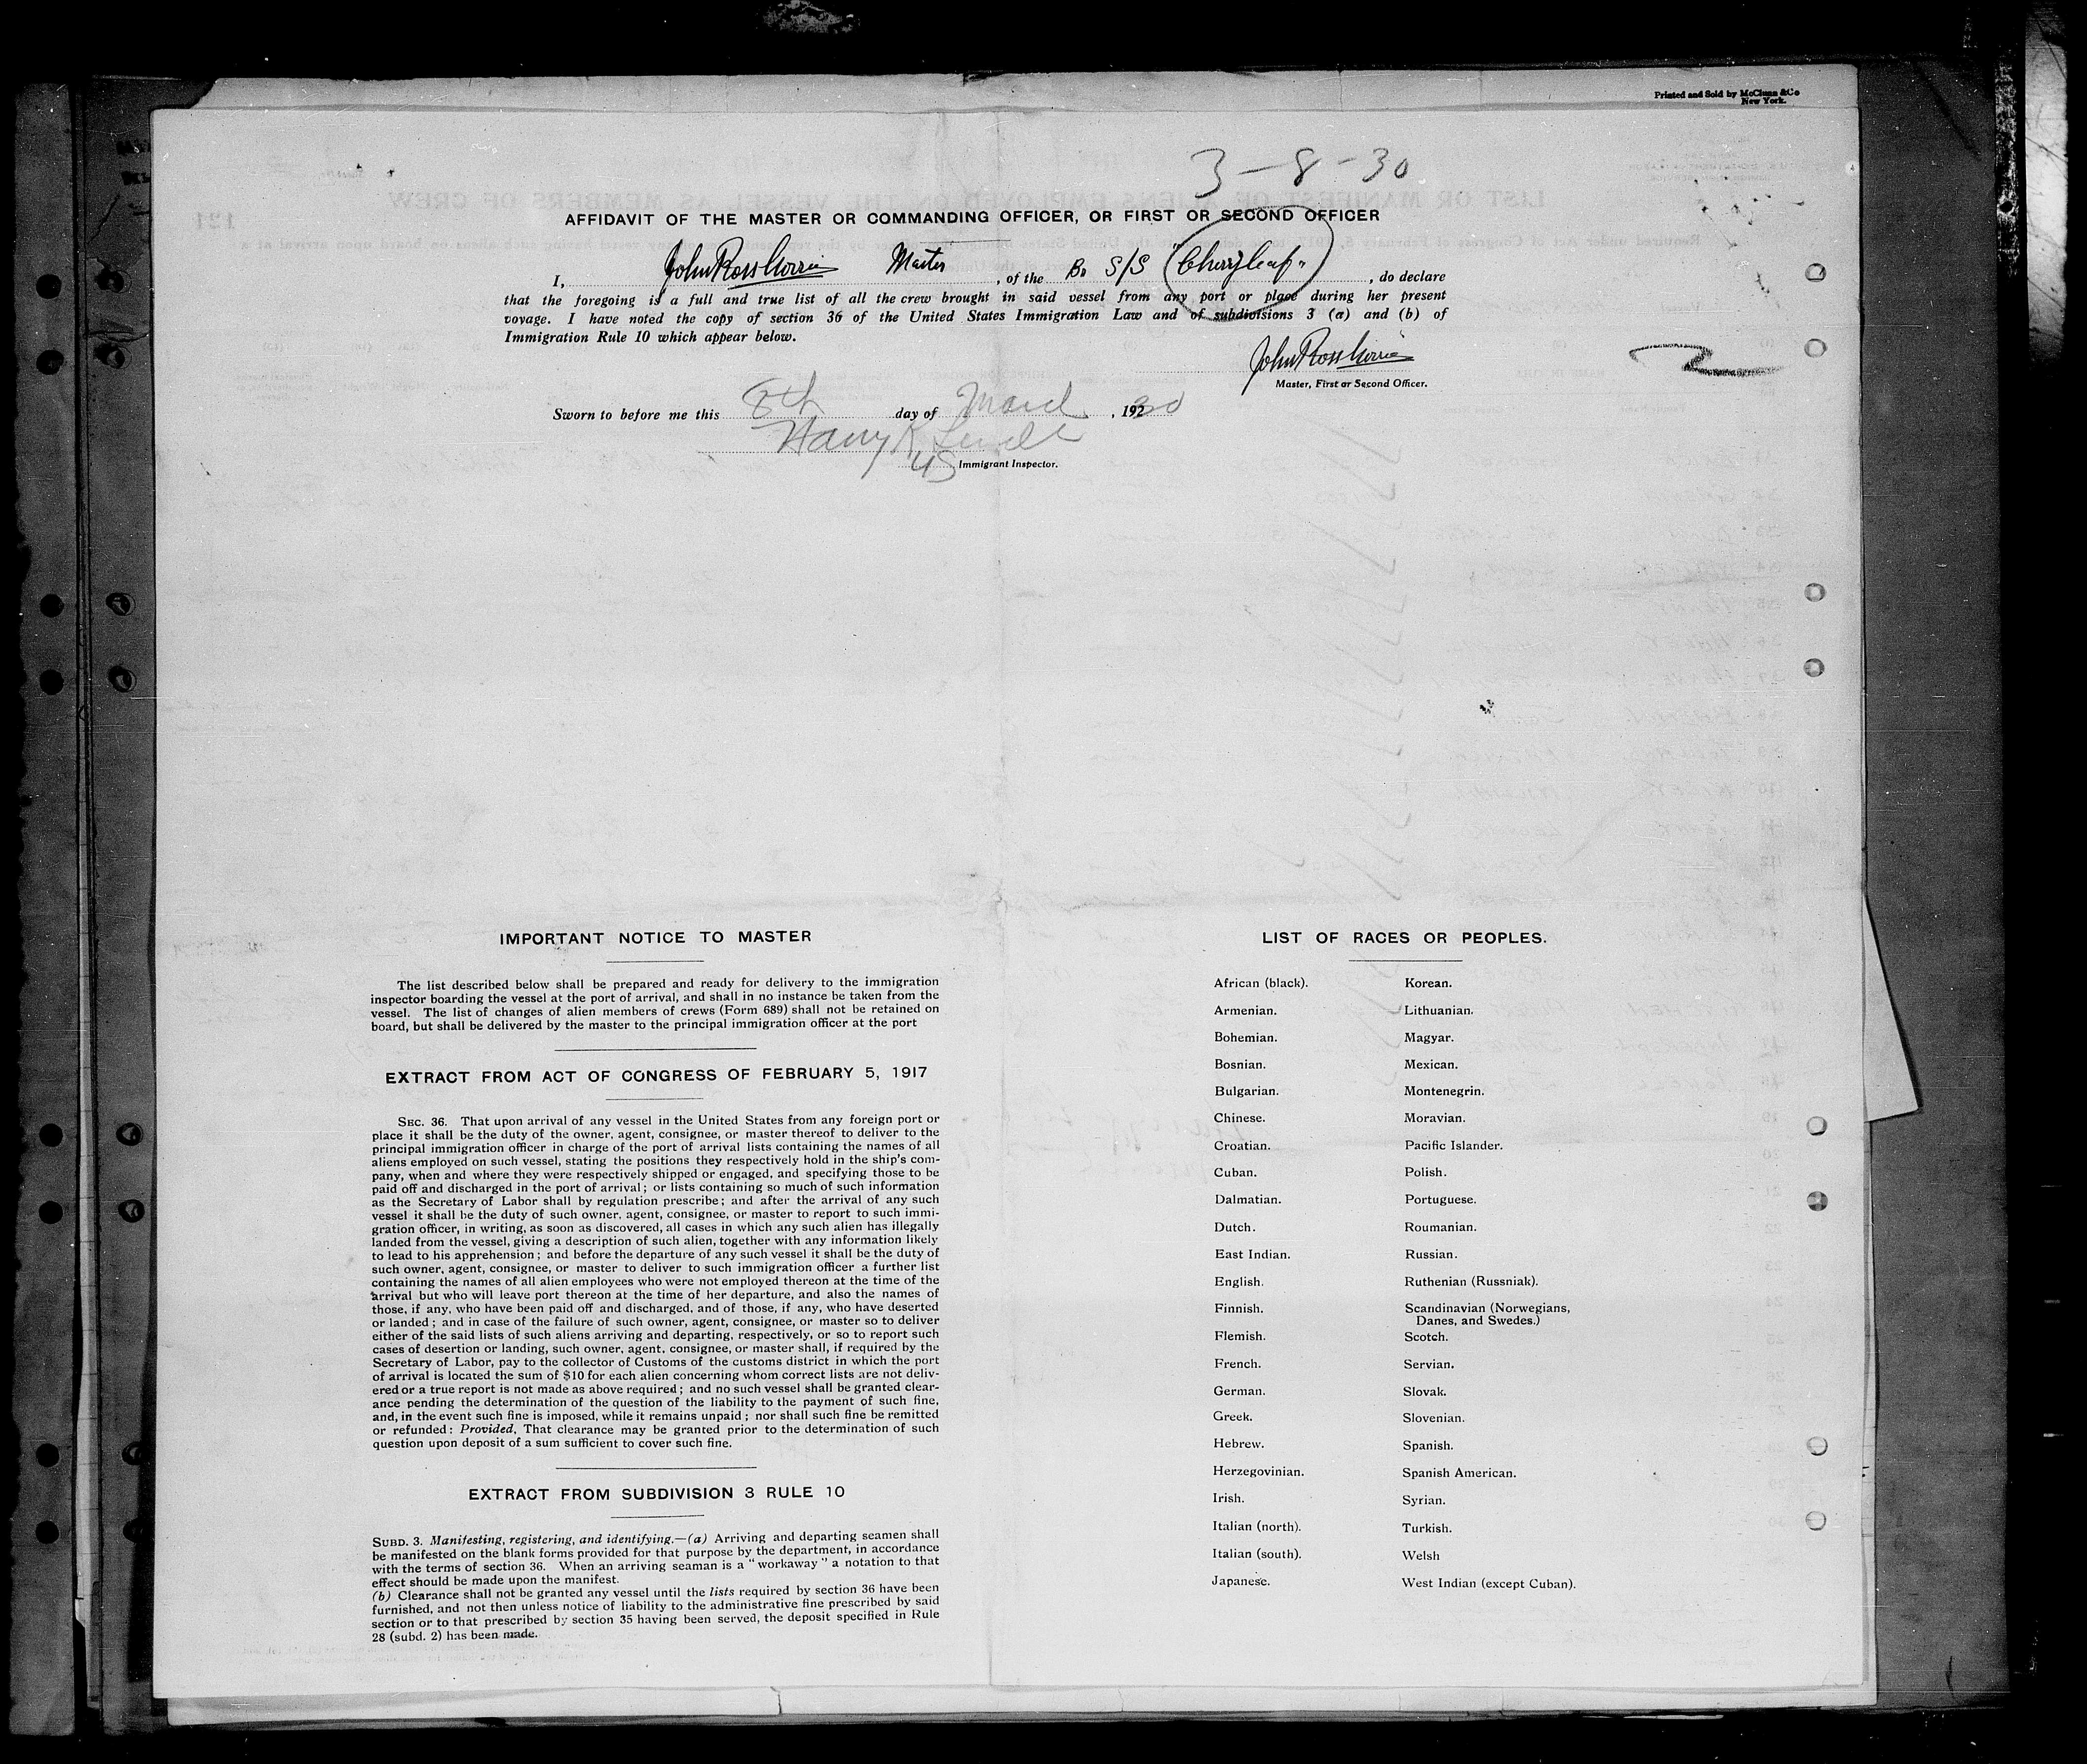 Printed and Sold by McClunn & Co
New York.
3-8-30
AFFIDAVIT OF THE MASTER OR COMMANDING OFFICER, OR FIRST OR SECOND OFFICER
I, John Ross Master, of the Br S/S "Cherryleaf", do declare
that the foregoing is a full and true list of all the crew brought in said vessel from any port or place during her present
voyage. I have noted the copy of section 36 of the United States Immigration Law and of subdivisions 3 (a) and (b) of
Immigration Rule 10 which appear below.
John Ross
2
Master, First or Second Officer.
Sworn to before me this 8th day of March, 192 30
Harry R
US Immigrant Inspector.
IMPORTANT NOTICE TO MASTER
The list described below shall be prepared and ready for delivery to the immigration
inspector boarding the vessel at the port of arrival, and shall in no instance be taken from the
vessel. The list of changes of alien members of crews (Form 689) shall not be retained on
board, but shall be delivered by the master to the principal immigration officer at the port
EXTRACT FROM ACT OF CONGRESS OF FEBRUARY 5, 1917
SEC. 36. That upon arrival of any vessel in the United States from any foreign port or
place it shall be the duty of the owner, agent, consignee, or master thereof to deliver to the
principal immigration officer in charge of the port of arrival lists containing the names of all
aliens employed on such vessel, stating the positions they respectively hold in the ship's com-
pany, when and where they were respectively shipped or engaged, and specifying those to be
paid off and discharged in the port of arrival; or lists containing so much of such information
as the Secretary of Labor shall by regulation prescribe; and after the arrival of any such
vessel it shall be the duty of such owner, agent, consignee, or master to report to such immi-
gration officer, in writing, as soon as discovered, all cases in which any such alien has illegally
landed from the vessel, giving a description of such alien, together with any information likely
to lead to his apprehension; and before the departure of any such vessel it shall be the duty of
such owner, agent, consignee, or master to deliver to such immigration officer a further list
containing the names of all alien employees who were not employed thereon at the time of the
arrival but who will leave port thereon at the time of her departure, and also the names of
those, if any, who have been paid off and discharged, and of those, if any, who have deserted
or landed; and in case of the failure of such owner, agent, consignee, or master so to deliver
either of the said lists of such aliens arriving and departing, respectively, or so to report such
cases of desertion or landing, such owner, agent, consignee, or master shall, if required by the
Secretary of Labor, pay to the collector of Customs of the customs district in which the port
of arrival is located the sum of $10 for each alien concerning whom correct lists are not deliv-
ered or a true report is not made as above required; and no such vessel shall be granted clear-
ance pending the determination of the question of the liability to the payment of such fine,
and, in the event such fine is imposed, while it remains unpaid; nor shall such fine be remitted
or refunded: Provided, That clearance may be granted prior to the determination of such
question upon deposit of a sum sufficient to cover such fine.
EXTRACT FROM SUBDIVISION 3 RULE 10
SUBD. 3. Manifesting, registering, and identifying.—(a) Arriving and departing seamen shall
be manifested on the blank forms provided for that purpose by the department, in accordance
with the terms of section 36. When an arriving seaman is a "workaway" a notation to that
effect should be made upon the manifest.
(b) Clearance shall not be granted any vessel until the lists required by section 36 have been
furnished, and not then unless notice of liability to the administrative fine prescribed by said
section or to that prescribed by section 35 having been served, the deposit specified in Rule
28 (subd. 2) has been made.
LIST OF RACES OR PEOPLES.
African (black).
Armenian.
Bohemian.
Bosnian.
Bulgarian.
Chinese.
Croatian.
Cuban.
Dalmatian.
Dutch.
East Indian.
English.
Finnish.
Flemish.
French.
German.
Greek.
Hebrew.
Herzegovinian.
Irish.
Italian (north).
Italian (south).
Japanese.
Korean.
Lithuanian.
Magyar.
Mexican.
Montenegrin.
Moravian.
Pacific Islander.
Polish.
Portuguese.
Roumanian.
Russian.
Ruthenian (Russniak).
Scandinavian (Norwegians,
Danes, and Swedes.)
Scotch.
Servian.
Slovak.
Slovenian.
Spanish.
Spanish American.
Syrian.
Turkish.
Welsh
West Indian (except Cuban).